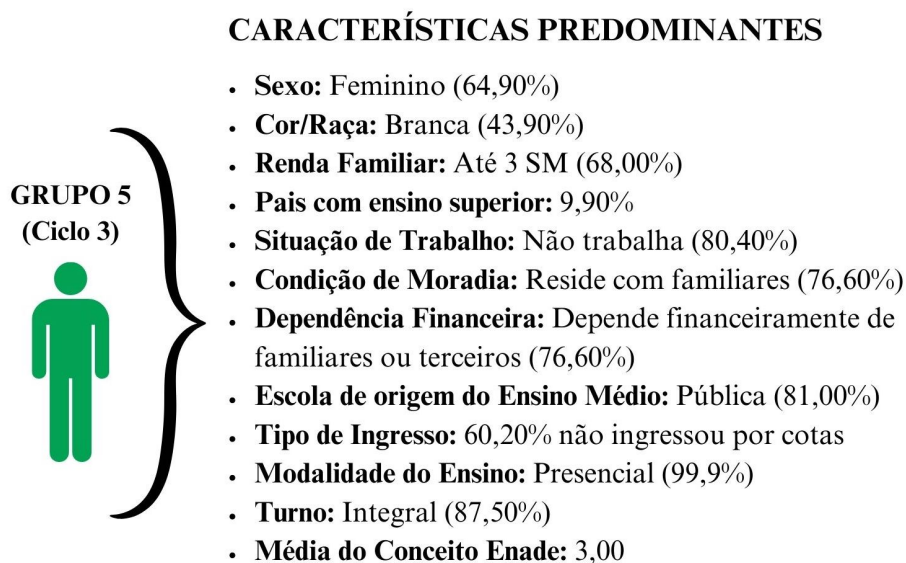 CARACTERÍSTICAS PREDOMINANTES
GRUPO 5
(Ciclo 3)
• Sexo: Feminino (64,90%)
• Cor/Raça: Branca (43,90%)
• Renda Familiar: Até 3 SM (68,00%)
• Pais com ensino superior: 9,90%
• Situação de Trabalho: Não trabalha (80,40%)
• Condição de Moradia: Reside com familiares (76,60%)
• Dependência Financeira: Depende financeiramente de
familiares ou terceiros (76,60%)
• Escola de origem do Ensino Médio: Pública (81,00%)
• Tipo de Ingresso: 60,20% não ingressou por cotas
• Modalidade do Ensino: Presencial (99,9%)
• Turno: Integral (87,50%)
• Média do Conceito Enade: 3,00